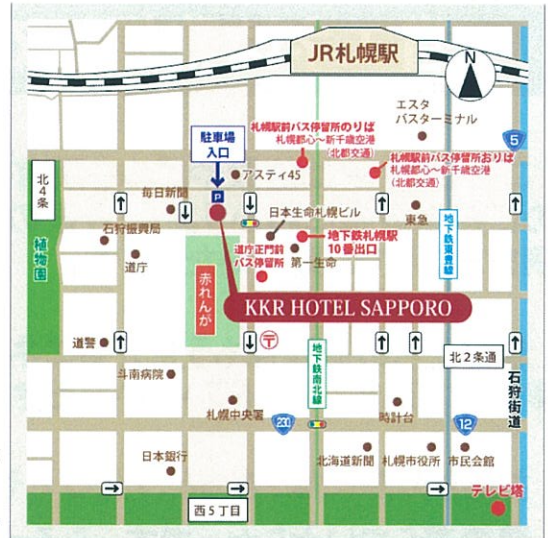 JR札幌駅
N
エスタ
バスターミナル
5
札幌駅前バス停留所のりば
札幌都心～新千歳空港
(北都交通)
駐車場
入口
札幌駅前バス停留所おりば
札幌都心～新千歳空港
(北都交通)
アスティ45
P
北4条
植物園
毎日新聞
日本生命札幌ビル
東急
地下鉄東豊線
石狩振興局
道庁
地下鉄札幌駅
10番出口
道庁正門前
バス停留所
第一生命
赤れんが
KKR HOTEL SAPPORO
道警
〒
地下鉄南北線
北2条通
石狩街道
斗南病院
札幌中央署
時計台
230
12
日本銀行
北海道新聞
札幌市役所
市民会館
テレビ塔
西5丁目